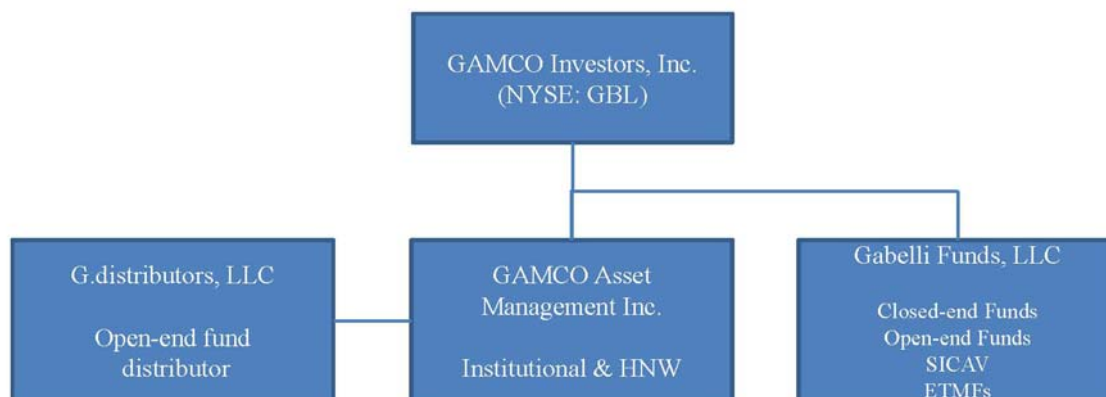 GAMCO Investors, Inc.
(NYSE: GBL)
G.distributors, LLC
Open-end fund
distributor
GAMCO Asset
Management Inc.
Institutional & HNW
Gabelli Funds, LLC
Closed-end Funds
Open-end Funds
SICAV
ETMFs